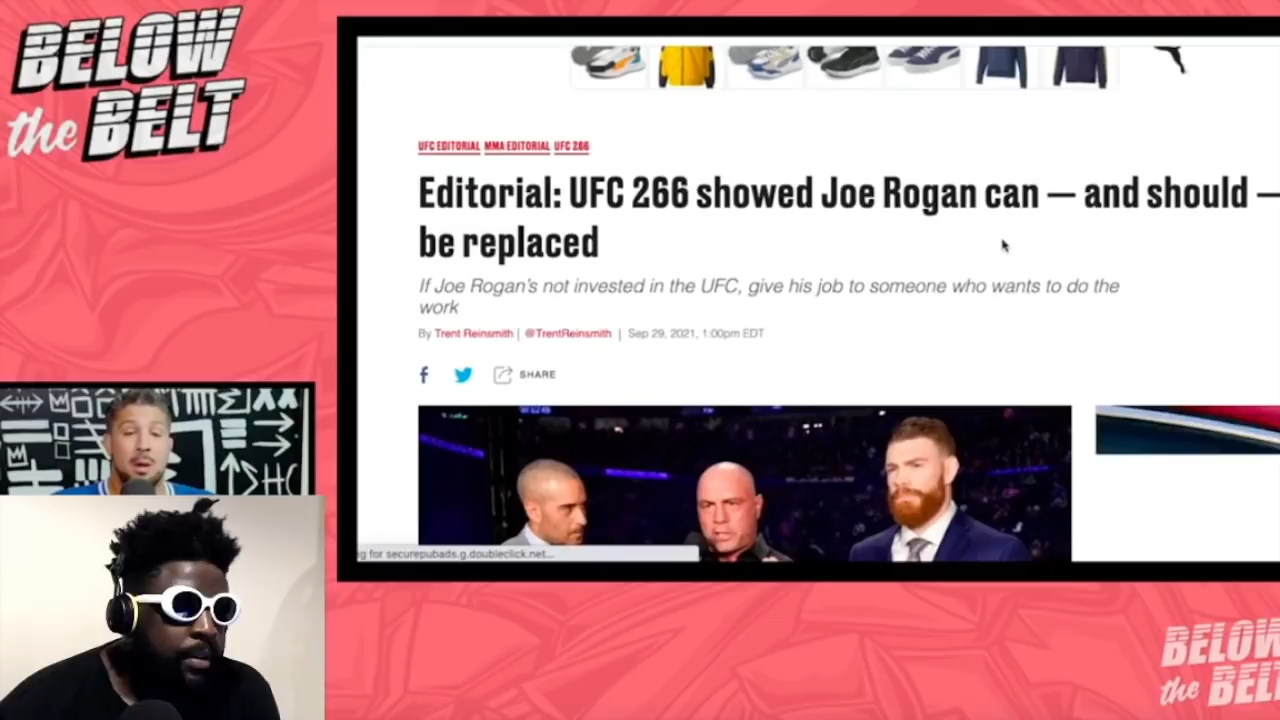 BELOW
the BELT
UFC EDITORIAL MMA EDITORIAL UFC 266
Editorial: UFC 266 showed Joe Rogan can — and should —
be replaced
If Joe Rogan's not invested in the UFC, give his job to someone who wants to do the
work
By Trent Reinsmith | @TrentReinsmith | Sep 29, 2021, 1:00pm EDT
SHARE
g for securepubads.g.doubleclick.net...
BELOW
the BELT